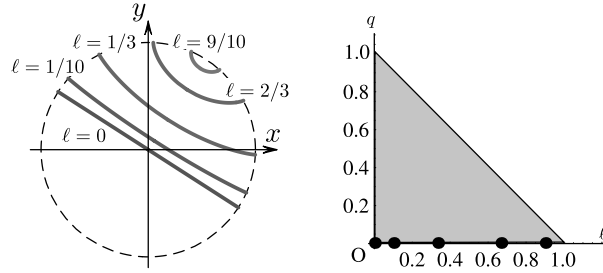 y
ℓ = 1/3
ℓ = 9/10
ℓ = 1/10
ℓ = 2/3
ℓ = 0
x
q
1.0
0.8
0.6
0.4
0.2
O
0.2 0.4 0.6 0.8 1.0
ℓ